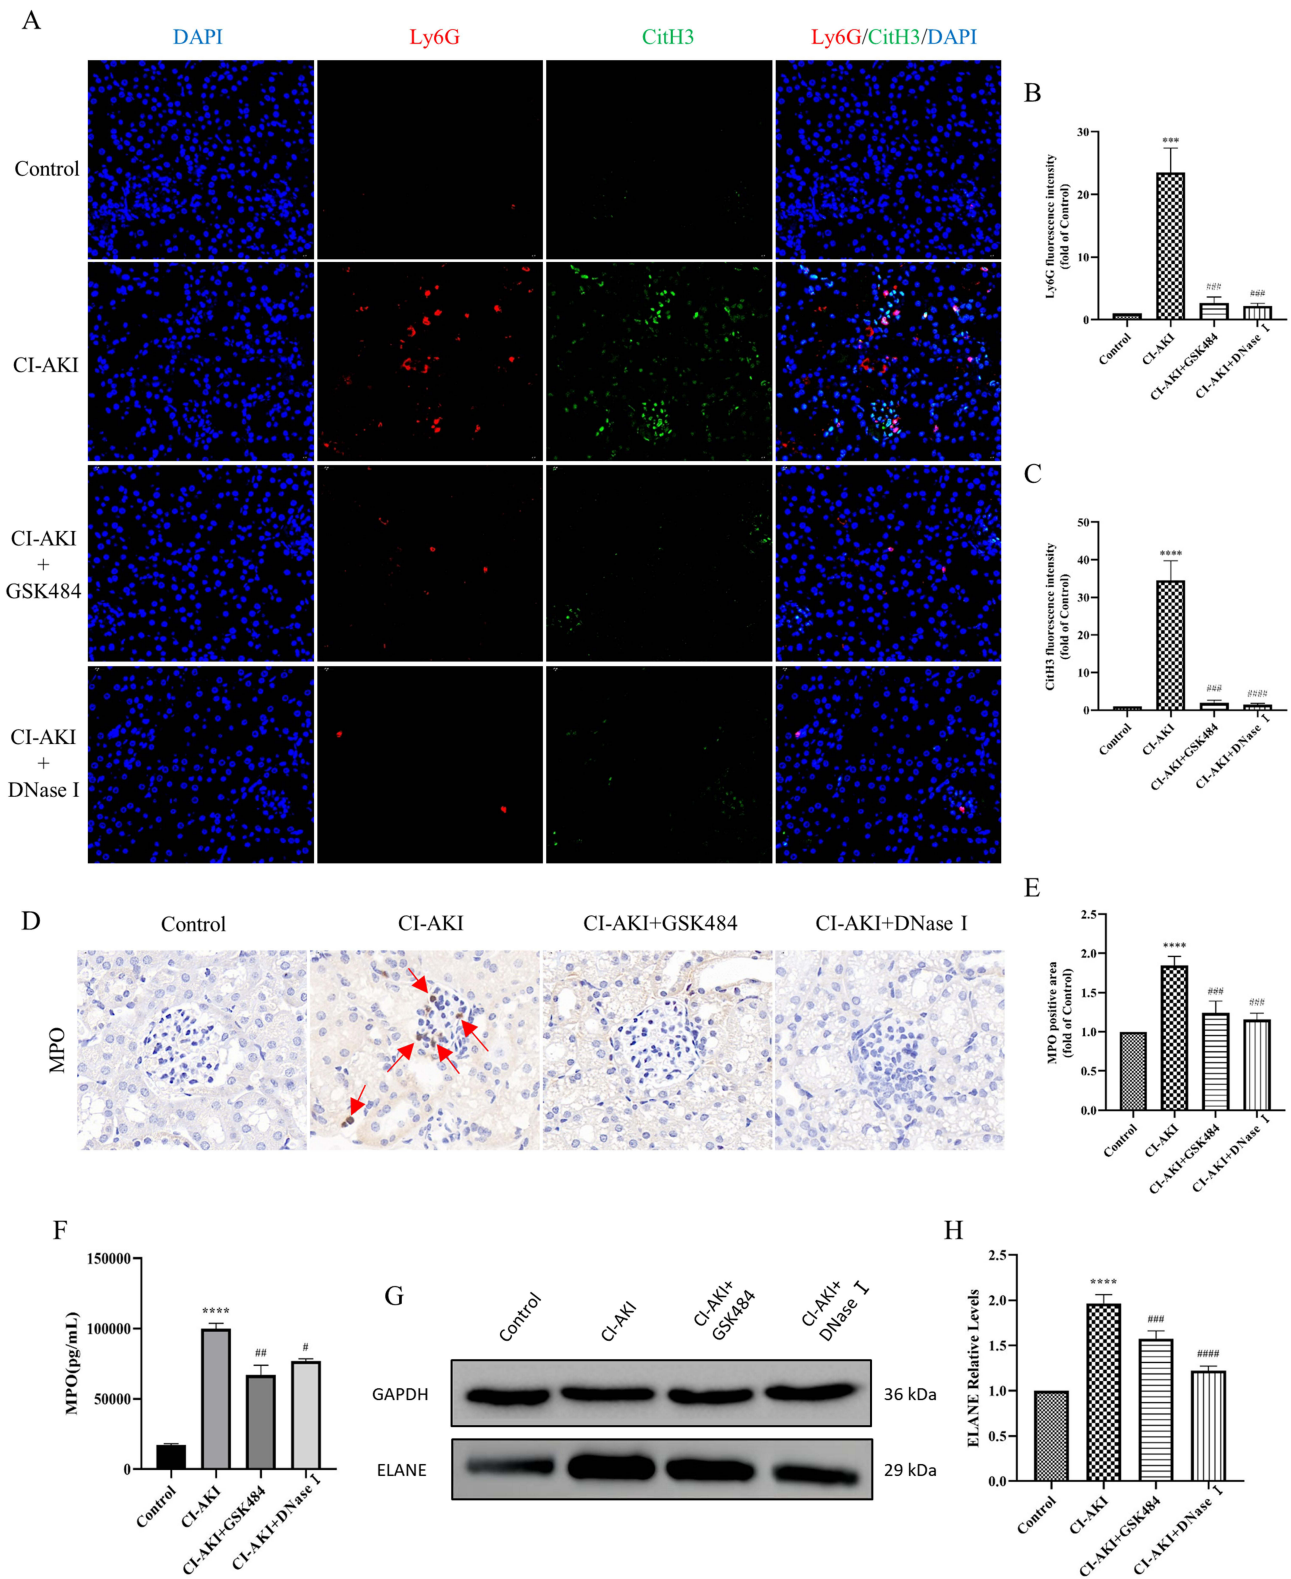 A
DAPI
Ly6G
CitH3
Ly6G/CitH3/DAPI
Control
CI-AKI
CI-AKI
+
GSK484
CI-AKI
+
DNase I
B
Ly6G fluorescence intensity
(fold of Control)
30
20
10
0
***
###
###
Control
CI-AKI
CI-AKI+GSK484
CI-AKI+DNase I
C
CitH3 fluorescence intensity
(fold of Control)
50
40
30
20
10
0
****
###
####
Control
CI-AKI
CI-AKI+GSK484
CI-AKI+DNase I
D
Control
CI-AKI
CI-AKI+GSK484
CI-AKI+DNase I
MPO
E
MPO positive area
(fold of Control)
2.5
2.0
1.5
1.0
0.5
0.0
****
###
###
Control
CI-AKI
CI-AKI+GSK484
CI-AKI+DNase I
F
MPO(pg/mL)
150000
100000
50000
0
****
##
#
Control
CI-AKI
CI-AKI+GSK484
CI-AKI+DNase I
G
Control
CI-AKI
CI-AKI+
GSK484
CI-AKI+
DNase I
GAPDH
36 kDa
ELANE
29 kDa
H
ELANE Relative Levels
2.5
2.0
1.5
1.0
0.5
0.0
****
###
####
Control
CI-AKI
CI-AKI+GSK484
CI-AKI+DNase I